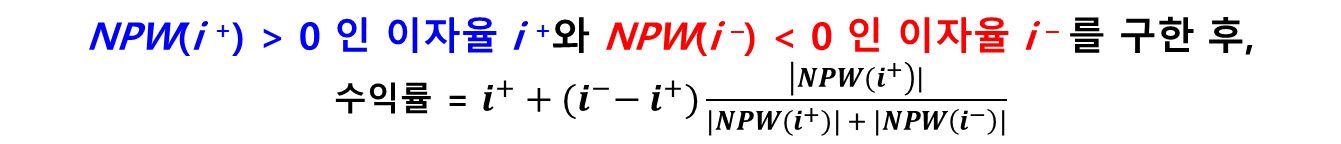 NPW(i⁺) > 0 인 이자율 i⁺와 NPW(i⁻) < 0 인 이자율 i⁻ 를 구한 후,
수익률 = i⁺ + (i⁻ − i⁺) |NPW(i⁺)| / (|NPW(i⁺)| + |NPW(i⁻)|)